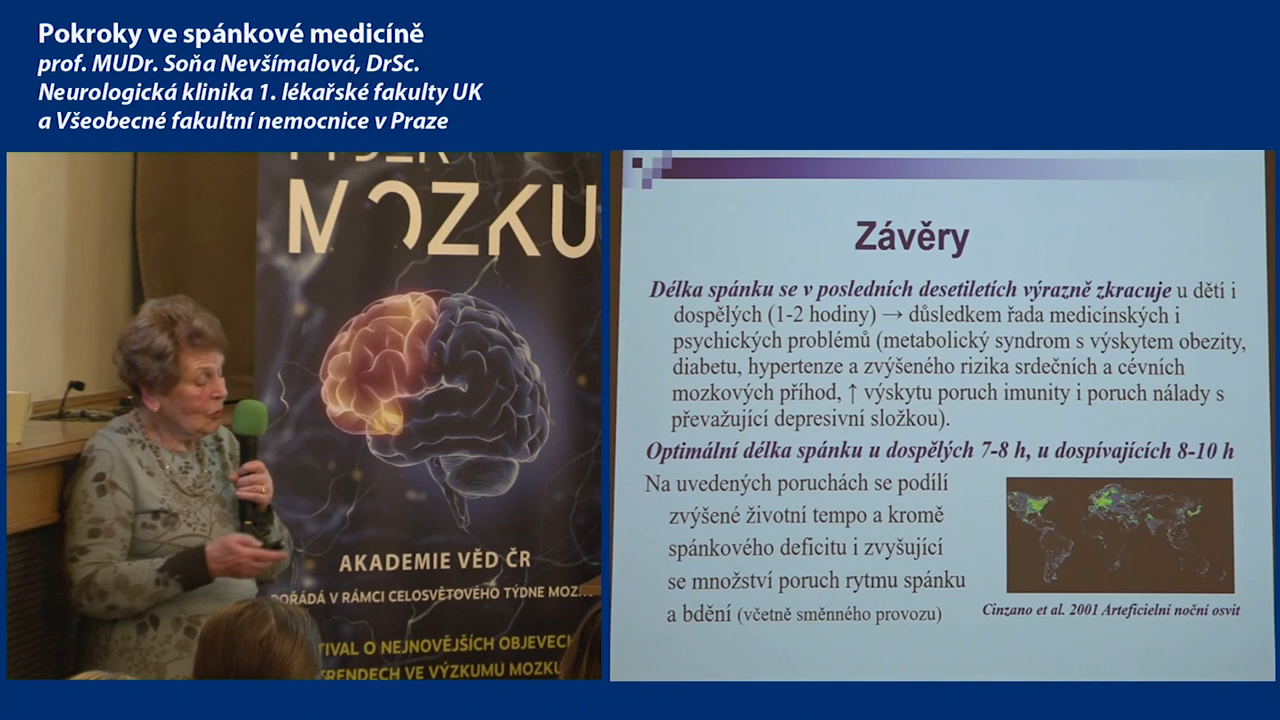 Pokroky ve spánkové medicíně
prof. MUDr. Soňa Nevšímalová, DrSc.
Neurologická klinika 1. lékařské fakulty UK
a Všeobecné fakultní nemocnice v Praze
MOZKU
AKADEMIE VĚD ČR
POŘÁDÁ V RÁMCI CELOSVĚTOVÉHO TÝDNE
O NEJNOVĚJŠÍCH
VE VÝZKUMU
Závěry
Délka spánku se v posledních desetiletích výrazně zkracuje u dětí i
dospělých (1-2 hodiny) → důsledkem řada medicínských i
psychických problémů (metabolický syndrom s výskytem obezity,
diabetu, hypertenze a zvýšeného rizika srdečních a cévních
mozkových příhod, ↑ výskytu poruch imunity i poruch nálady s
převažující depresivní složkou).
Optimální délka spánku u dospělých 7-8 h, u dospívajících 8-10 h
Na uvedených poruchách se podílí
zvýšené životní tempo a kromě
spánkového deficitu i zvyšující
se množství poruch rytmu spánku
a bdění (včetně směnného provozu)
Cinzano et al. 2001 Arteficielní noční osvit